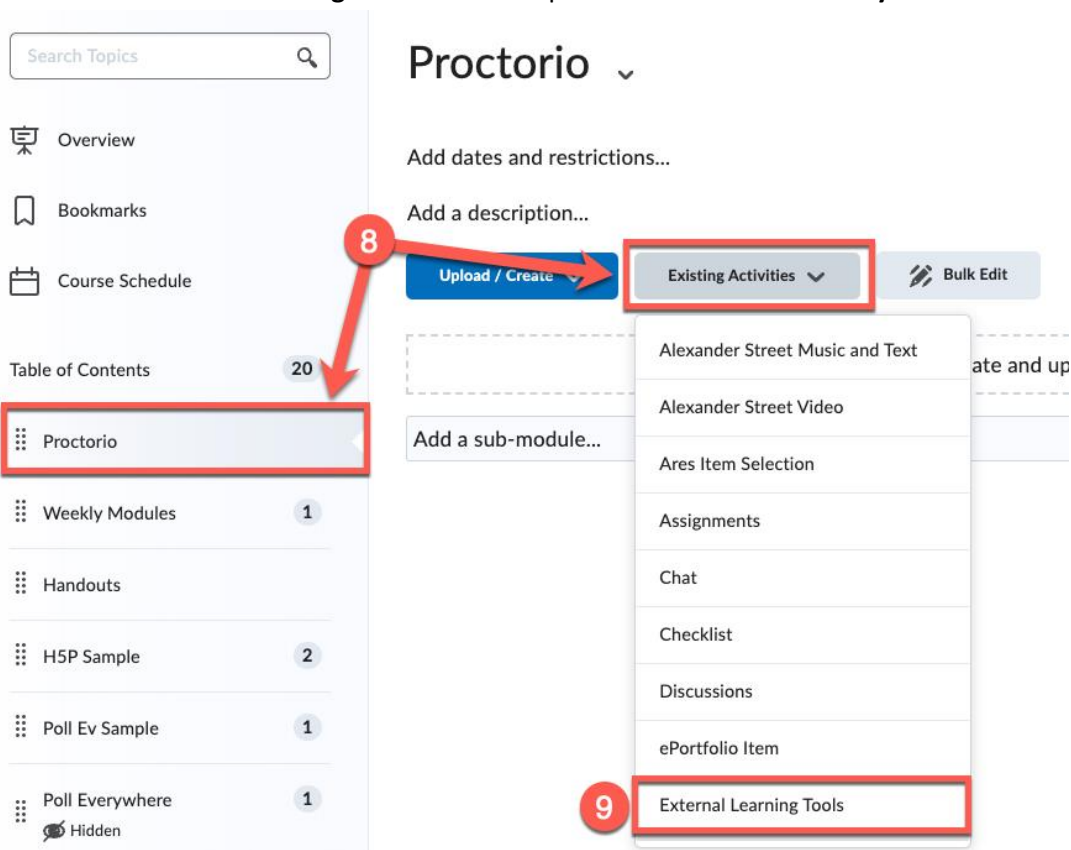 Search Topics
Overview
Bookmarks
Course Schedule
Table of Contents 20
Proctorio
Weekly Modules 1
Handouts
H5P Sample 2
Poll Ev Sample 1
Poll Everywhere 1
Hidden
Proctorio
Add dates and restrictions...
Add a description...
8
Upload / Create
Existing Activities
Bulk Edit
ate and up
Add a sub-module...
Alexander Street Music and Text
Alexander Street Video
Ares Item Selection
Assignments
Chat
Checklist
Discussions
ePortfolio Item
9
External Learning Tools